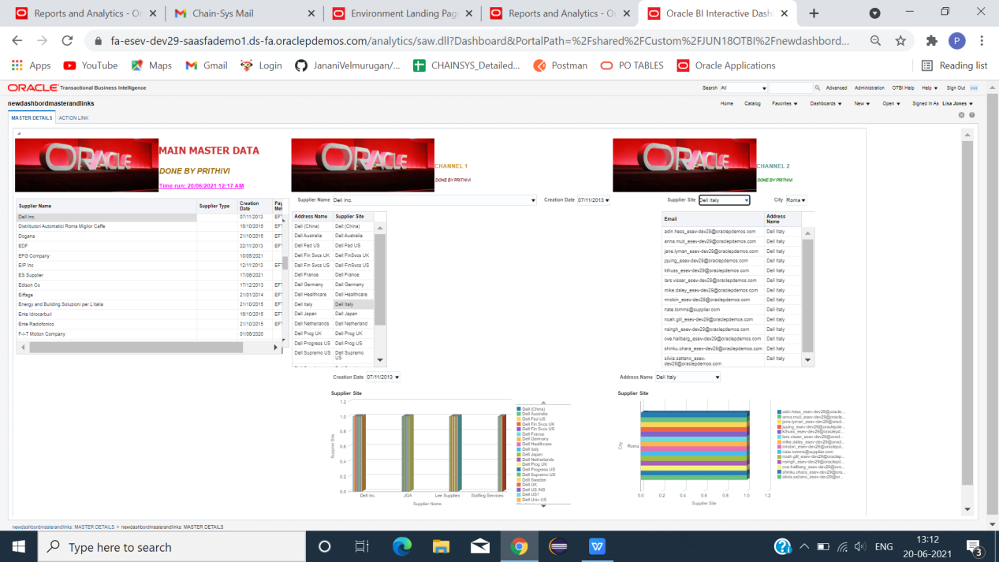 Reports and Analytics - Or
Chain-Sys Mail
Environment Landing Page
Reports and Analytics - Or
Oracle BI Interactive Dash
fa-esev-dev29-saasfademo1.ds-fa.oraclepdemos.com/analytics/saw.dll?Dashboard&PortalPath=%2Fshared%2FCustom%2FJUN18OTBI%2Fnewdashbord...
P
Apps
YouTube
Maps
Gmail
Login
JananiVelmurugan/...
CHAINSYS_Detailed...
Postman
PO TABLES
Oracle Applications
Reading list
ORACLE Transactional Business Intelligence
Search All
Advanced
Administration
OTBI Help
Help
Sign Out
newdashbordmasterandlinks
Home
Catalog
Favorites
Dashboards
New
Open
Signed In As Lisa Jones
MASTER DETAILS
ACTION LINK
ORACLE
MAIN MASTER DATA
DONE BY PRITHIVI
Time run: 20/06/2021 12:17 AM
ORACLE
CHANNEL 1
DONE BY PRITHIVI
ORACLE
CHANNEL 2
DONE BY PRITHIVI
Supplier Name Supplier Type Creation Date Pay Met
Dell Inc. 07/11/2013 EFT
Distributori Automatici Roma Miglior Caffe 16/10/2015 EFT
Dogana 21/10/2015 EFT
EDF 22/11/2013 EFT
EFG Company 10/05/2021
EIP Inc 12/11/2013 EFT
ES Supplier 17/06/2021
Edison Co 17/12/2013 EFT
Eiffage 21/01/2014 EFT
Energy and Building Soluzioni per L'italia 21/10/2015 EFT
Ente Idrocarburi 16/10/2015 EFT
Ente Radiofonico 21/10/2015 EFT
F-I-T Motion Company 01/06/2020
Supplier Name Dell Inc.
Creation Date 07/11/2013
Address Name Supplier Site
Dell (China) Dell (China)
Dell Australia Dell Australia
Dell Fed US Dell Fed US
Dell Fin Svcs UK Dell FinSvcs UK
Dell Fin Svcs US Dell FinSvcs US
Dell France Dell France
Dell Germany Dell Germany
Dell Healthcare Dell Healthcare
Dell Italy Dell Italy
Dell Japan Dell Japan
Dell Netherlands Dell Netherland
Dell Prog UK Dell Prog UK
Dell Progress US Dell Prog US
Dell Supremo US Dell Supremo US
Supplier Site Dell Italy
City Roma
Email Address Name
adin.hess_esev-dev29@oraclepdemos.com Dell Italy
anna.muti_esev-dev29@oraclepdemos.com Dell Italy
jane.lyman_esev-dev29@oraclepdemos.com Dell Italy
jquing_esev-dev29@oraclepdemos.com Dell Italy
kthuss_esev-dev29@oraclepdemos.com Dell Italy
lars.visser_esev-dev29@oraclepdemos.com Dell Italy
mike.daley_esev-dev29@oraclepdemos.com Dell Italy
mrobin_esev-dev29@oraclepdemos.com Dell Italy
nate.tomms@supplier.com Dell Italy
noah.gill_esev-dev29@oraclepdemos.com Dell Italy
nsingh_esev-dev29@oraclepdemos.com Dell Italy
ove.hallberg_esev-dev29@oraclepdemos.com Dell Italy
shinku.ohara_esev-dev29@oraclepdemos.com Dell Italy
silvia.sattano_esev-dev29@oraclepdemos.com Dell Italy
Creation Date 07/11/2013
Supplier Site
1.2
1.0
0.8
0.6
0.4
0.2
0.0
Supplier Site
Dell Inc. JGA Lee Supplies Staffing Services
Supplier Name
Dell (China)
Dell Australia
Dell Fed US
Dell Fin Svcs UK
Dell Fin Svcs US
Dell France
Dell Germany
Dell Healthcare
Dell Italy
Dell Japan
Dell Netherlands
Dell Prog UK
Dell Progress US
Dell Supremo US
Dell Sweden
Dell UK
Dell US INS
Dell US1
Dell Univ US
Address Name Dell Italy
Supplier Site
City
Roma
0.0 0.2 0.4 0.6 0.8 1.0 1.2
Supplier Site
adin.hess_esev-dev29@oracle...
anna.muti_esev-dev29@oracle...
jane.lyman_esev-dev29@oracl...
jquing_esev-dev29@oraclepde...
kthuss_esev-dev29@oraclepd...
lars.visser_esev-dev29@oracl...
mike.daley_esev-dev29@orac...
mrobin_esev-dev29@oraclepd...
nate.tomms@supplier.com
noah.gill_esev-dev29@oraclep...
nsingh_esev-dev29@oraclepd...
ove.hallberg_esev-dev29@ora...
shinku.ohara_esev-dev29@ora...
silvia.sattano_esev-dev29@or...
newdashbordmasterandlinks: MASTER DETAILS > newdashbordmasterandlinks: MASTER DETAILS
Type here to search
ENG
13:12
20-06-2021
3